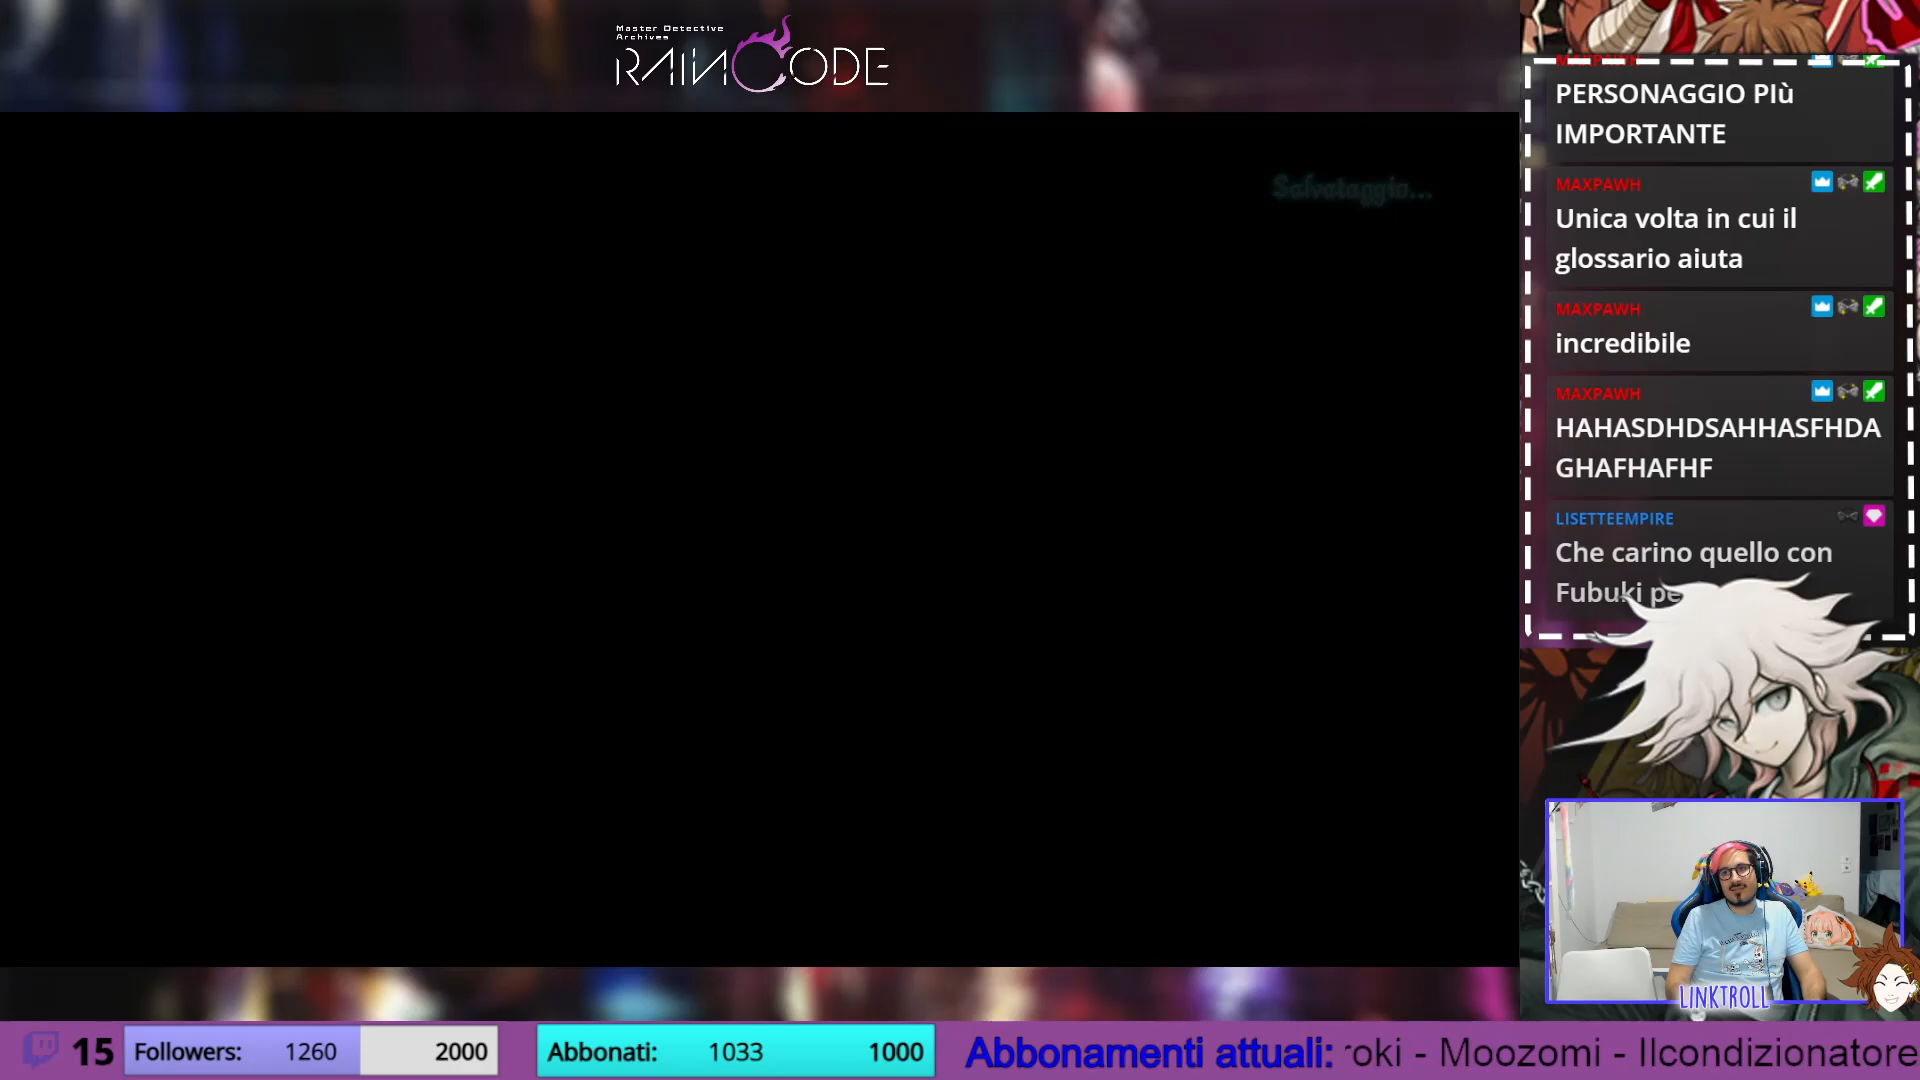 Master Detective
Archives
RAINCODE
Salvataggio...
MAXPAWH
PERSONAGGIO PIù
IMPORTANTE
MAXPAWH
Unica volta in cui il
glossario aiuta
MAXPAWH
incredibile
MAXPAWH
HAHASDHDSAHHASFHDA
GHAFHAFHF
LISETTEEMPIRE
Che carino quello con
Fubuki
LINKTROLL
15
Followers: 1260 2000
Abbonati: 1033 1000
Abbonamenti attuali: roki - Moozomi - Ilcondizionatore